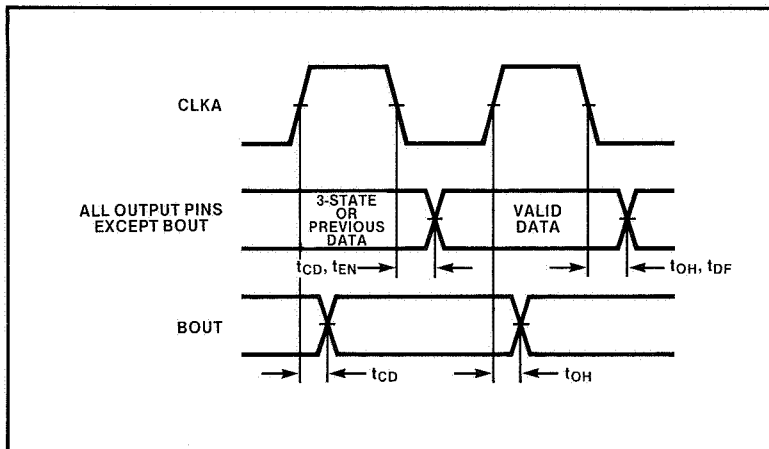 CLKA
ALL OUTPUT PINS
EXCEPT BOUT
3-STATE
OR
PREVIOUS
DATA
VALID
DATA
tCD, tEN
tOH, tDF
BOUT
tCD
tOH